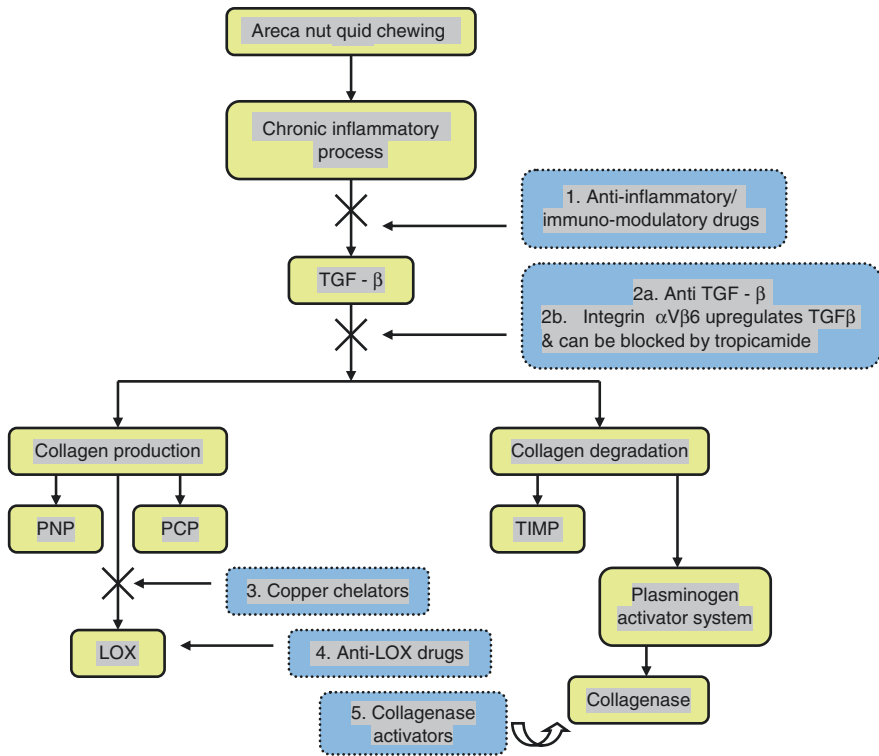 Areca nut quid chewing
Chronic inflammatory
process
1. Anti-inflammatory/
immuno-modulatory drugs
TGF - β
2a. Anti TGF - β
2b. Integrin αVβ6 upregulates TGFβ
& can be blocked by tropicamide
Collagen production
Collagen degradation
PNP
PCP
TIMP
3. Copper chelators
Plasminogen
activator system
LOX
4. Anti-LOX drugs
5. Collagenase
activators
Collagenase